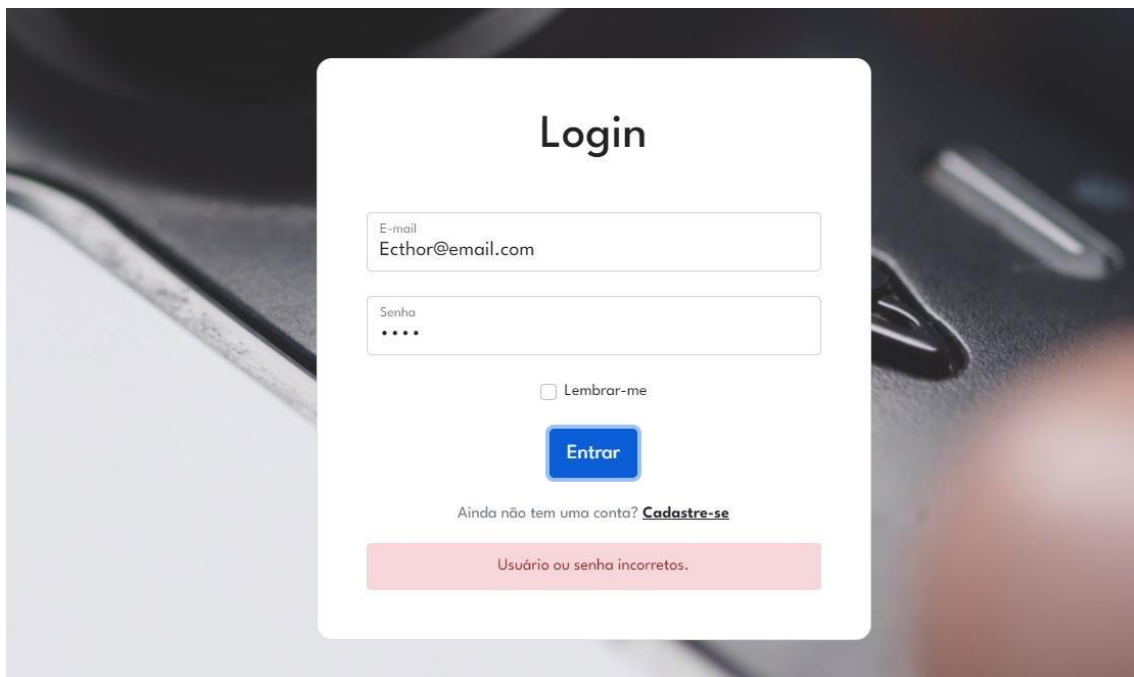 Login
E-mail
Ecthor@email.com
Senha
••••
Lembrar-me
Entrar
Ainda não tem uma conta? Cadastre-se
Usuário ou senha incorretos.